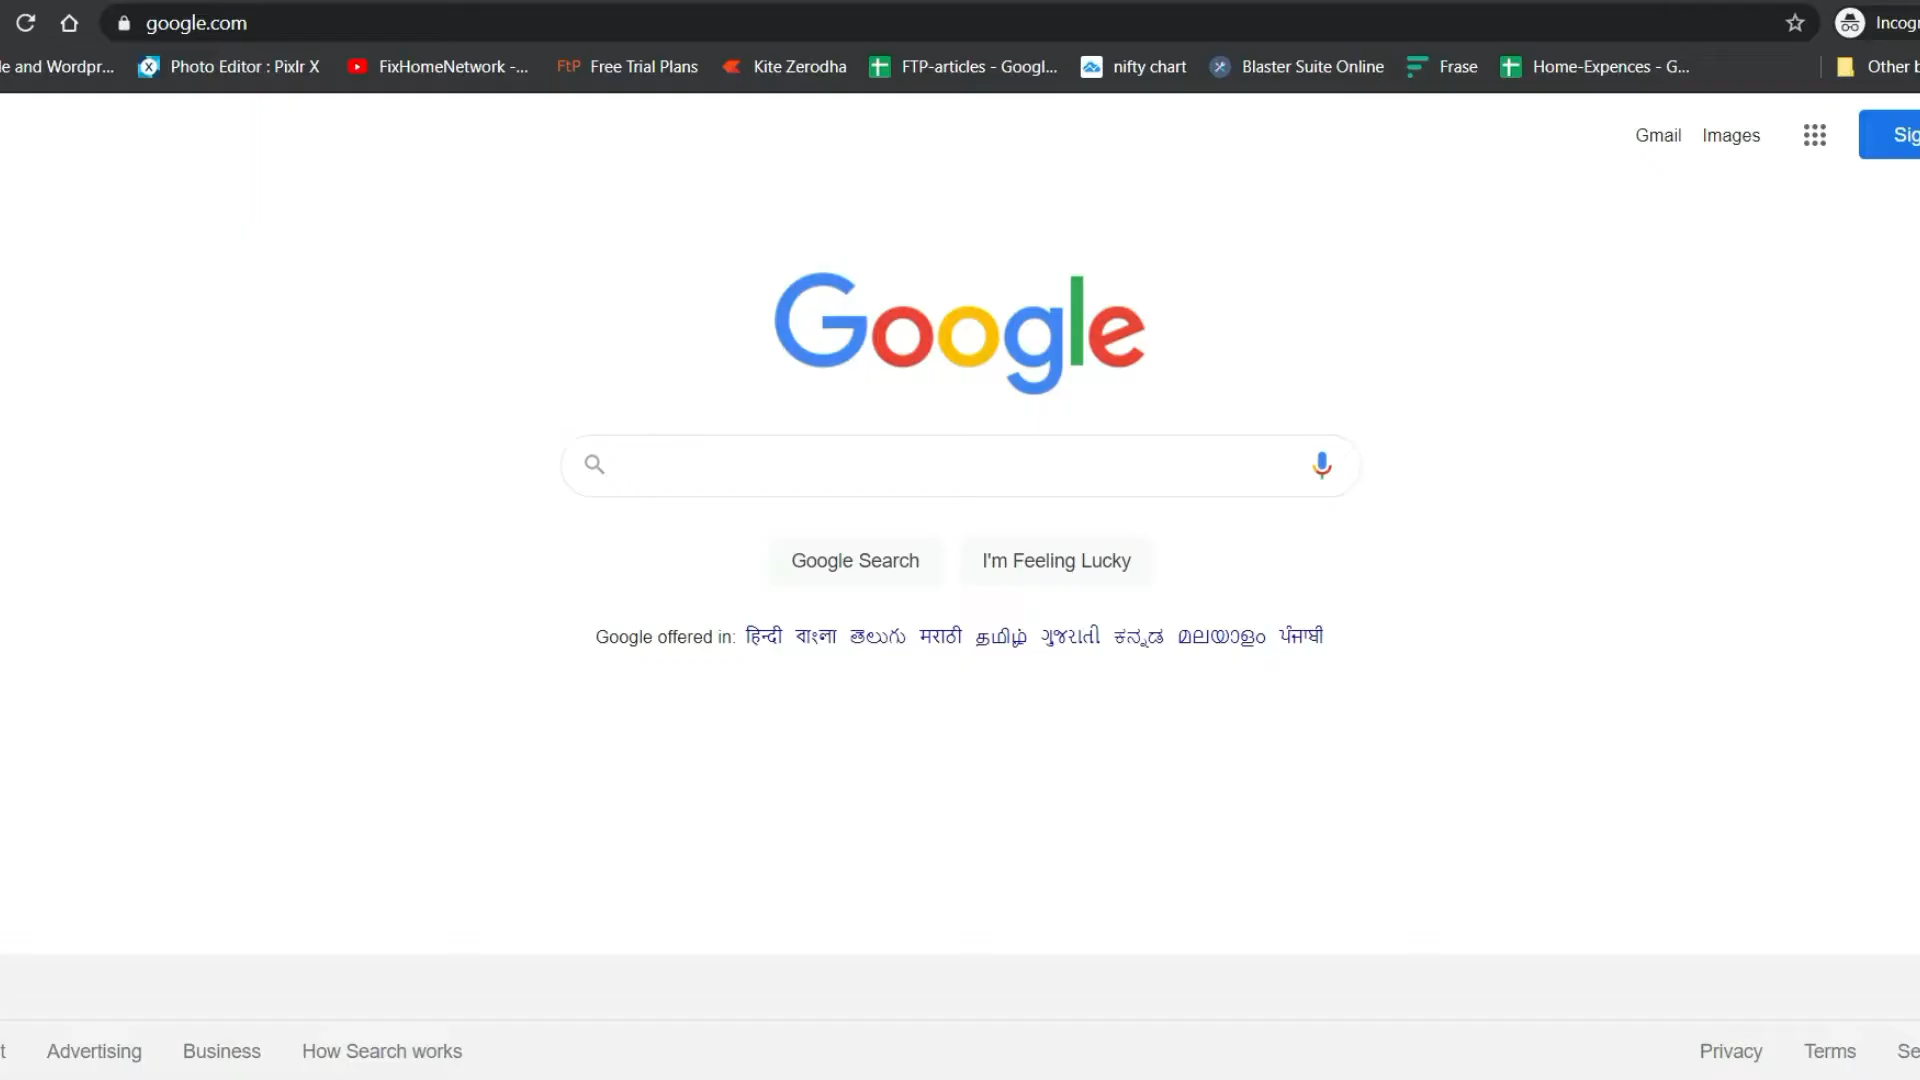 google.com
Incogn
le and Wordpr... Photo Editor : Pixlr X FixHomeNetwork -... FtP Free Trial Plans Kite Zerodha FTP-articles - Googl... nifty chart Blaster Suite Online Frase Home-Expences - G... Other b
Gmail Images Sig
Google
Google Search I'm Feeling Lucky
Google offered in: हिन्दी বাংলা తెలుగు मराठी தமிழ் ગુજરાતી ಕನ್ನಡ മലയാളം ਪੰਜਾਬੀ
t Advertising Business How Search works Privacy Terms Se